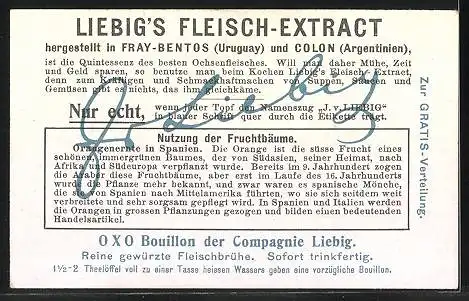 LIEBIG'S FLEISCH-EXTRACT
hergestellt in FRAY-BENTOS (Uruguay) und COLON (Argentinien),
ist die Quintessenz des besten Ochsenfleisches. Will man daher Mühe, Zeit
und Geld sparen, so benutze man beim Kochen Liebig's Fleisch-Extract,
denn zum Kräftigen und Schmackhaftmachen von Suppen, Saucen und
Gemüsen gibt es nichts, das ihm gleichkäme.
Nur echt, wenn jeder Topf den Namenszug „J. v. LIEBIG"
in blauer Schrift quer durch die Etikette trägt.
J v Liebig
Nutzung der Fruchtbäume.
Orangenernte in Spanien. Die Orange ist die süsse Frucht eines
schönen, immergrünen Baumes, der von Südasien, seiner Heimat, nach
Afrika und Südeuropa verpflanzt wurde. Bereits im 9. Jahrhundert zogen
die Araber diese Fruchtbäume, aber erst im Laufe des 16. Jahrhunderts
wurde die Pflanze mehr bekannt, und zwar waren es spanische Mönche,
die sie von Spanien nach Mittelamerika führten, wo sie sich seitdem weit
verbreitete und sehr sorgsam gepflegt wird. In Spanien und Italien werden
die Orangen in grossen Pflanzungen gezogen und bilden einen bedeutenden
Handelsartikel.
OXO Bouillon der Compagnie Liebig.
Reine gewürzte Fleischbrühe. Sofort trinkfertig.
1½-2 Theelöffel voll zu einer Tasse heissen Wassers geben eine vorzügliche Bouillon.
Zur GRATIS-Verteilung.